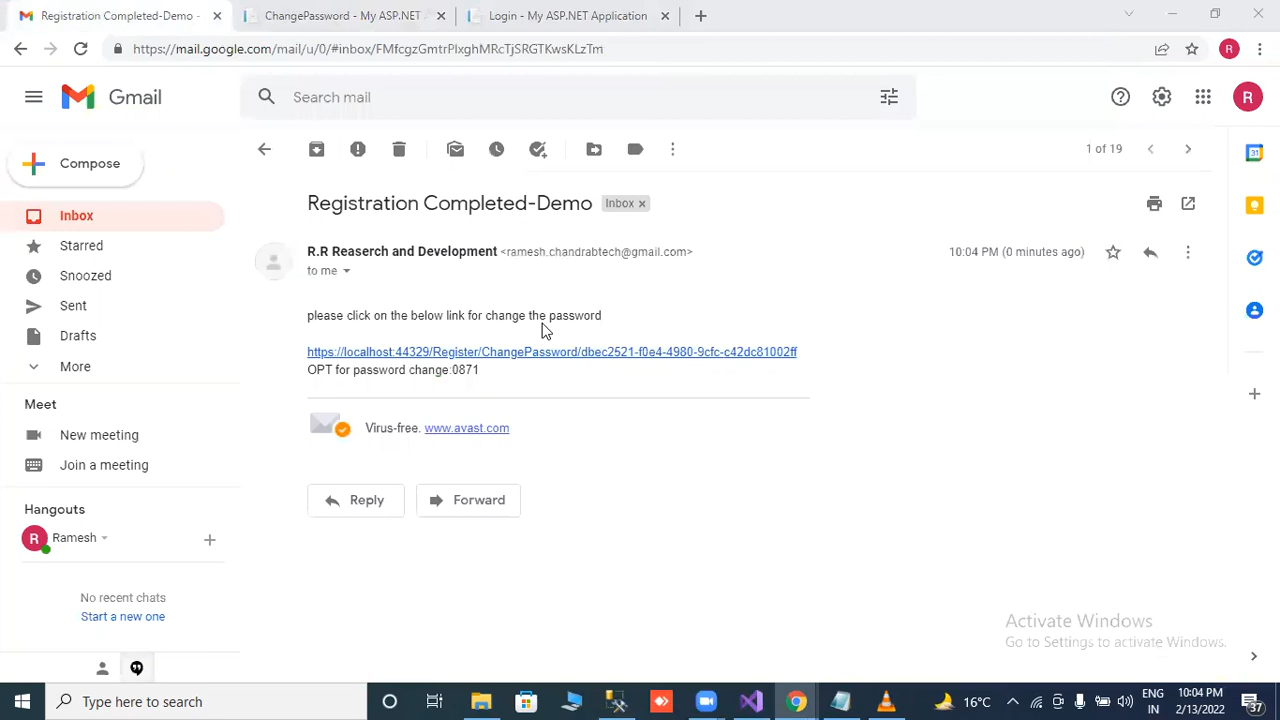 Registration Completed-Demo -
ChangePassword - My ASP.NET
Login - My ASP.NET Application
https://mail.google.com/mail/u/0/#inbox/FMfcgzGmtrPlxghMRcTjSRGTKwsKLzTm
R
Gmail
Search mail
R
Compose
1 of 19
Inbox
Starred
Snoozed
Sent
Drafts
More
Registration Completed-Demo
Inbox x
R.R Reaserch and Development <ramesh.chandrabtech@gmail.com>
10:04 PM (0 minutes ago)
to me
please click on the below link for change the password
https://localhost:44329/Register/ChangePassword/dbec2521-f0e4-4980-9cfc-c42dc81002ff
OPT for password change:0871
Virus-free. www.avast.com
Reply
Forward
Meet
New meeting
Join a meeting
Hangouts
R
Ramesh
No recent chats
Start a new one
31
Activate Windows
Go to Settings to activate Windows.
Type here to search
16°C
ENG
IN
10:04 PM
2/13/2022
37